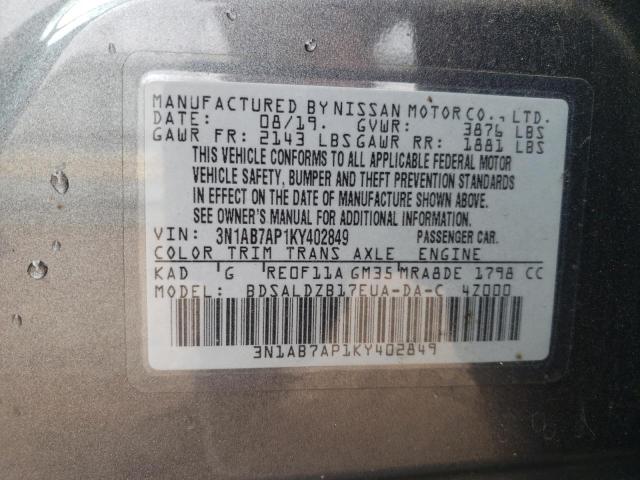 MANUFACTURED BY NISSAN MOTOR CO., LTD.
DATE: 08/19. GVWR: 3876 LBS
GAWR FR: 2143 LBS GAWR RR: 1881 LBS
THIS VEHICLE CONFORMS TO ALL APPLICABLE FEDERAL MOTOR
VEHICLE SAFETY, BUMPER AND THEFT PREVENTION STANDARDS
IN EFFECT ON THE DATE OF MANUFACTURE SHOWN ABOVE.
SEE OWNER'S MANUAL FOR ADDITIONAL INFORMATION.
VIN: 3N1AB7AP1KY402849 PASSENGER CAR.
COLOR TRIM TRANS AXLE ENGINE
KAD G RE0F11A GM35 MRA8DE 1798 CC
MODEL: BDSALDZB17EUA-DA-C 4Z000
3N1AB7AP1KY402849